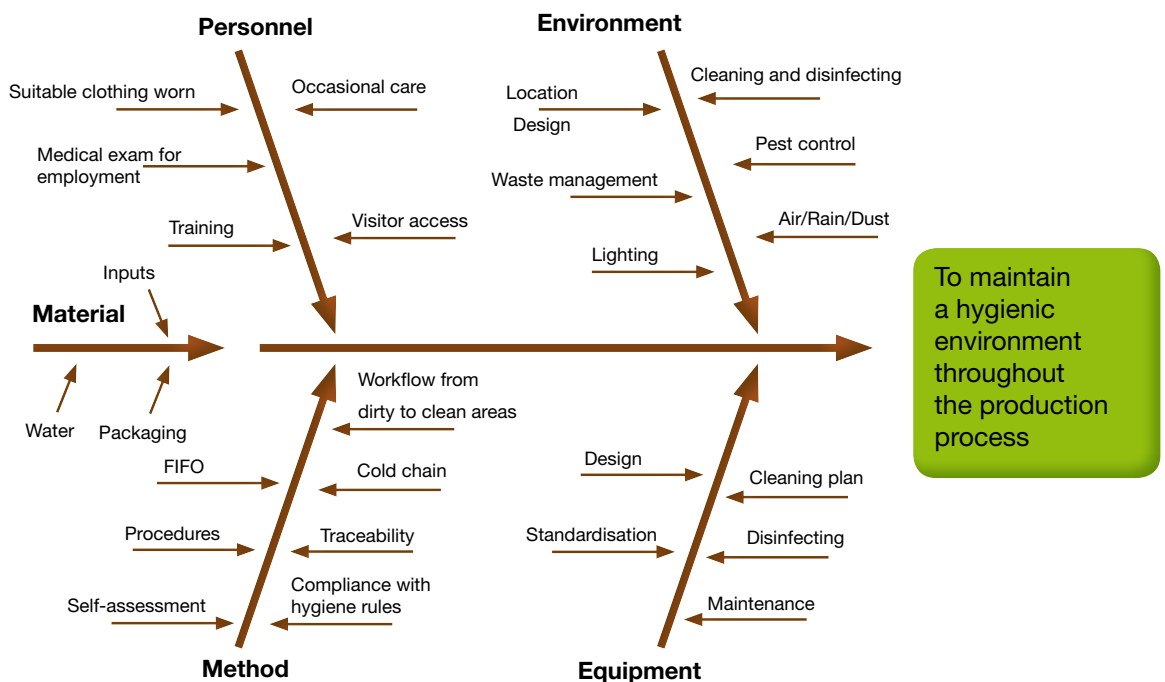 Personnel
Environment
Suitable clothing worn
Occasional care
Medical exam for
employment
Training
Visitor access
Location
Design
Cleaning and disinfecting
Pest control
Waste management
Air/Rain/Dust
Lighting
Inputs
Material
Water
Packaging
To maintain
a hygienic
environment
throughout
the production
process
Workflow from
dirty to clean areas
FIFO
Cold chain
Procedures
Traceability
Self-assessment
Compliance with
hygiene rules
Method
Design
Cleaning plan
Standardisation
Disinfecting
Maintenance
Equipment